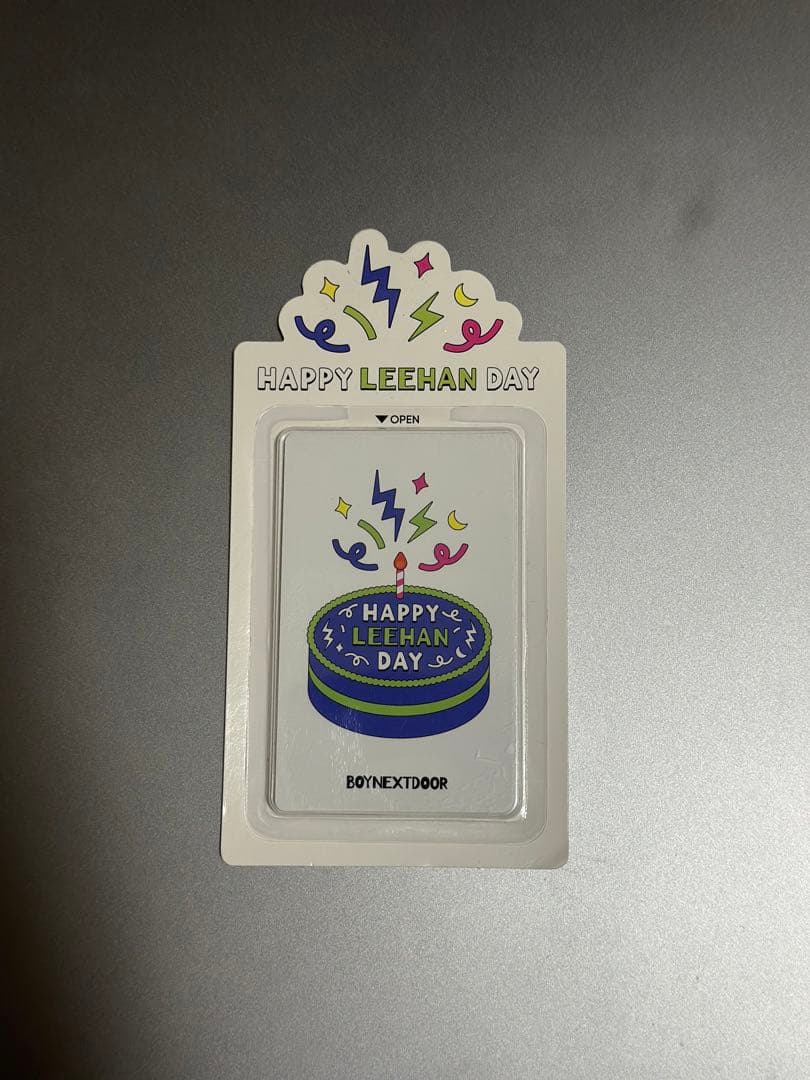 HAPPY LEEHAN DAY
▼ OPEN
HAPPY
LEEHAN
DAY
BOYNEXTDOOR